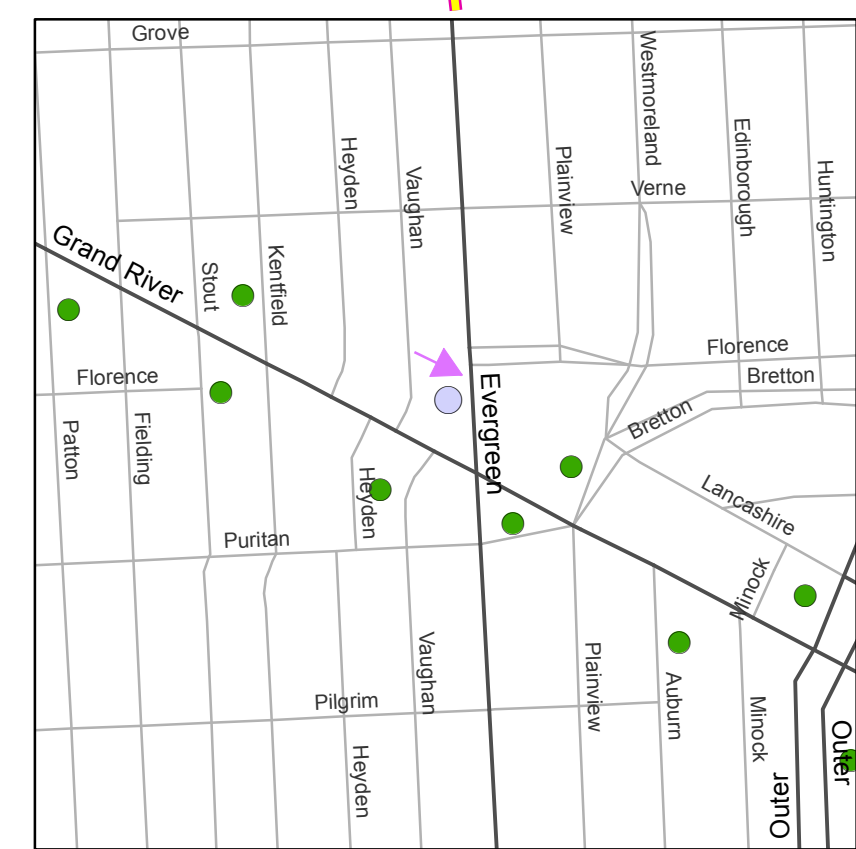 Grove
Westmoreland
Heyden
Vaughan
Plainview
Edinborough
Huntington
Verne
Grand River
Stout
Kentfield
Florence
Florence
Bretton
Evergreen
Bretton
Patton
Fielding
Heyden
Lancashire
Puritan
Minock
Vaughan
Plainview
Auburn
Pilgrim
Minock
Heyden
Outer
Outer